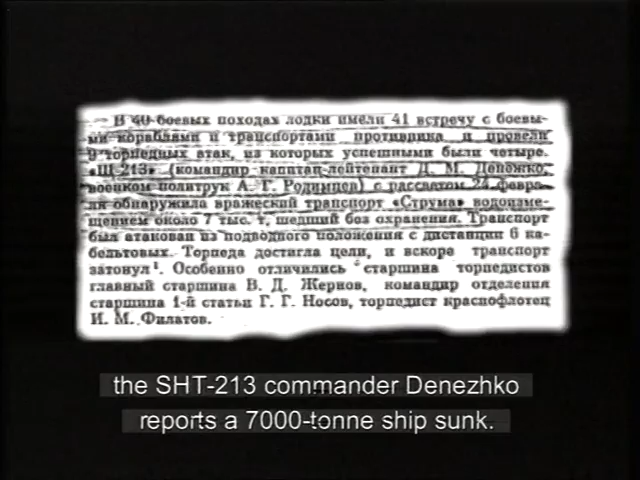 В 40 боевых походах лодки имели 41 встречу с боевы-
ми кораблями и транспортами противника и провели
9 торпедных атак, из которых успешными были четыре.
«Щ-213» (командир капитан-лейтенант Д. М. Денежко,
военком политрук А. Г. Родимцев) с рассветом 24 февра-
ля обнаружила вражеский транспорт «Струма» водоизме-
щением около 7 тыс. т, шедший без охранения. Транспорт
был атакован из подводного положения с дистанции 6 ка-
бельтовых. Торпеда достигла цели, и вскоре транспорт
затонул¹. Особенно отличились старшина торпедистов
главный старшина В. Д. Жернов, командир отделения
старшина 1-й статьи Г. Г. Носов, торпедист краснофлотец
И. М. Филатов.
the SHT-213 commander Denezhko
reports a 7000-tonne ship sunk.